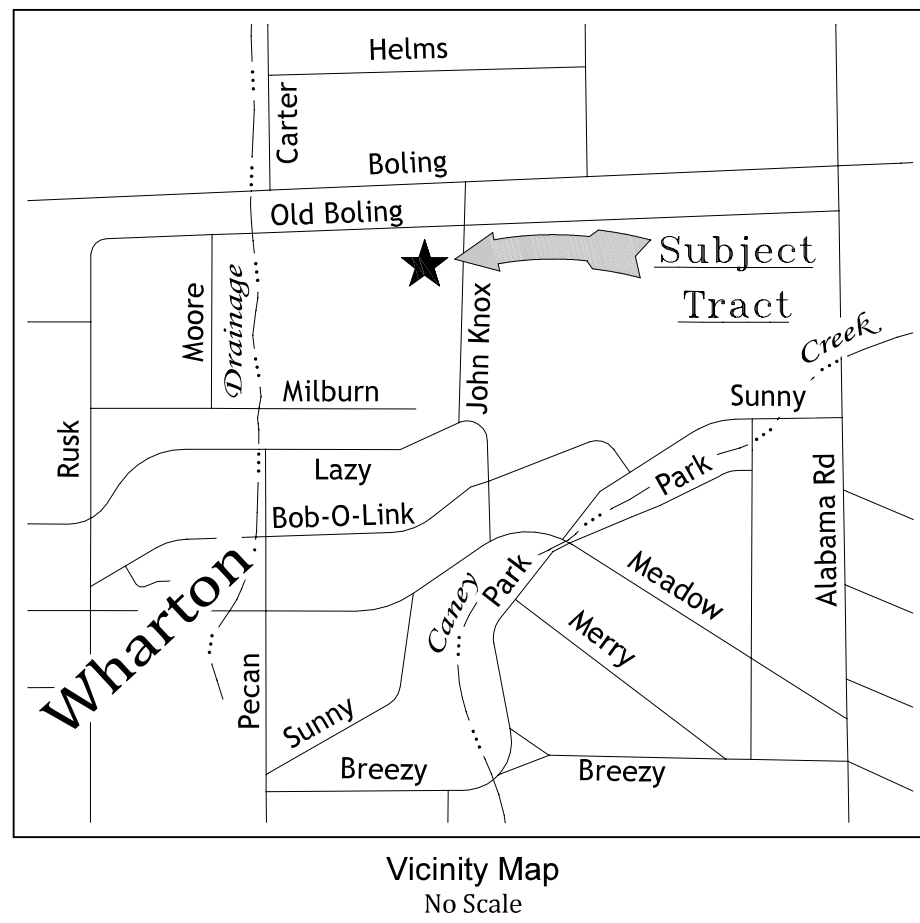 Helms
Carter
Boling
Old Boling
Subject
Tract
Moore
Drainage
John Knox
Creek
Milburn
Sunny
Rusk
Lazy
Park
Alabama Rd
Bob-O-Link
Wharton
Caney
Park
Meadow
Merry
Pecan
Sunny
Breezy
Breezy
Vicinity Map
No Scale